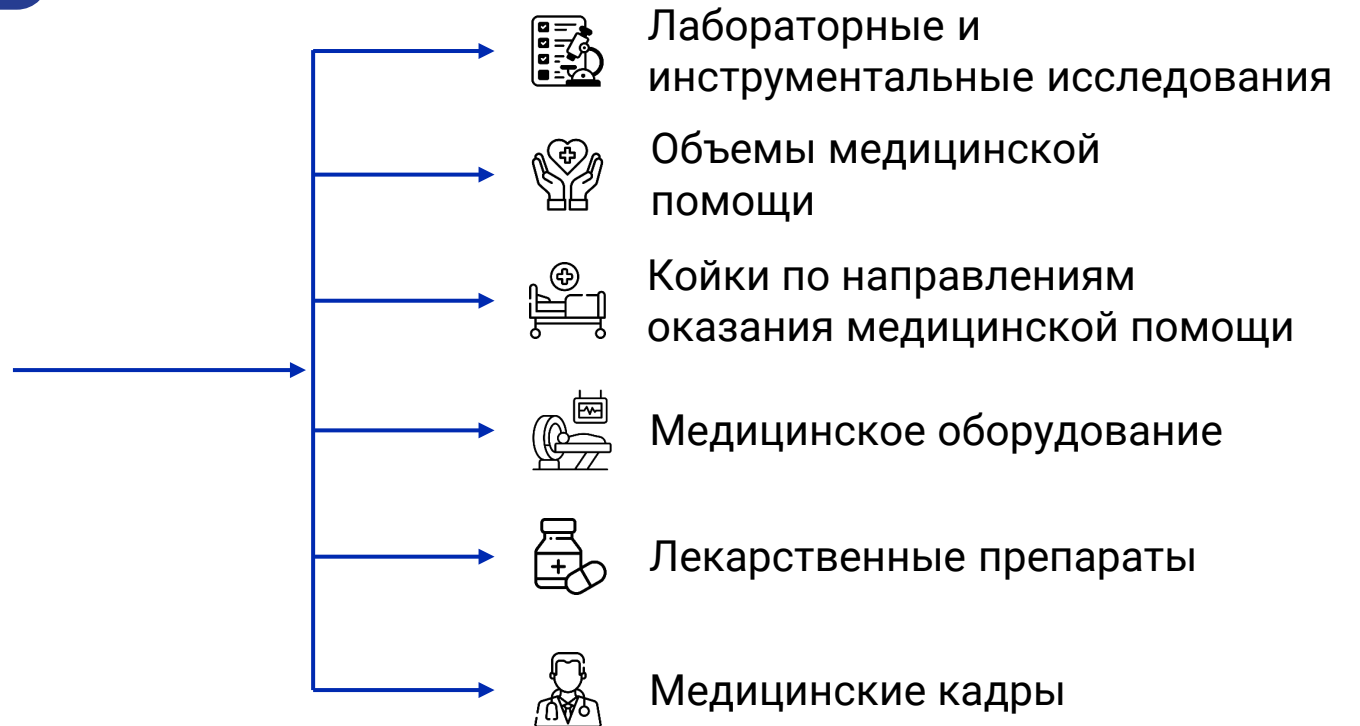 Лабораторные и
инструментальные исследования
Объемы медицинской
помощи
Койки по направлениям
оказания медицинской помощи
Медицинское оборудование
Лекарственные препараты
Медицинские кадры